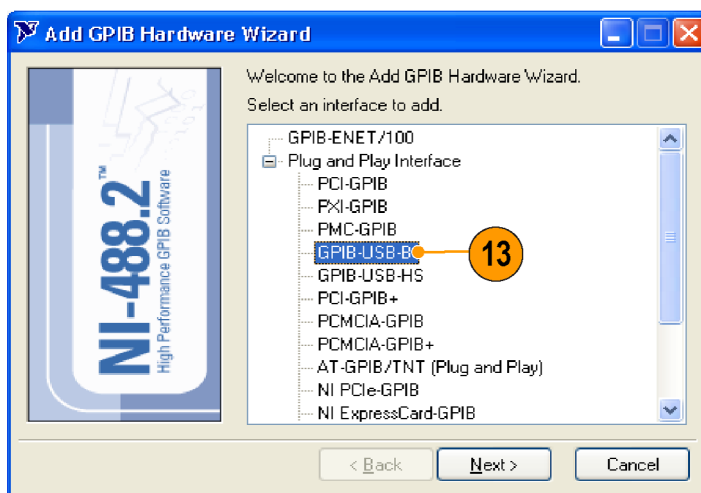 Add GPIB Hardware Wizard
NI-488.2™
High Performance GPIB Software
Welcome to the Add GPIB Hardware Wizard.
Select an interface to add.
GPIB-ENET/100
Plug and Play Interface
PCI-GPIB
PXI-GPIB
PMC-GPIB
GPIB-USB-B
13
GPIB-USB-HS
PCI-GPIB+
PCMCIA-GPIB
PCMCIA-GPIB+
AT-GPIB/TNT (Plug and Play)
NI PCIe-GPIB
NI ExpressCard-GPIB
< Back
Next >
Cancel